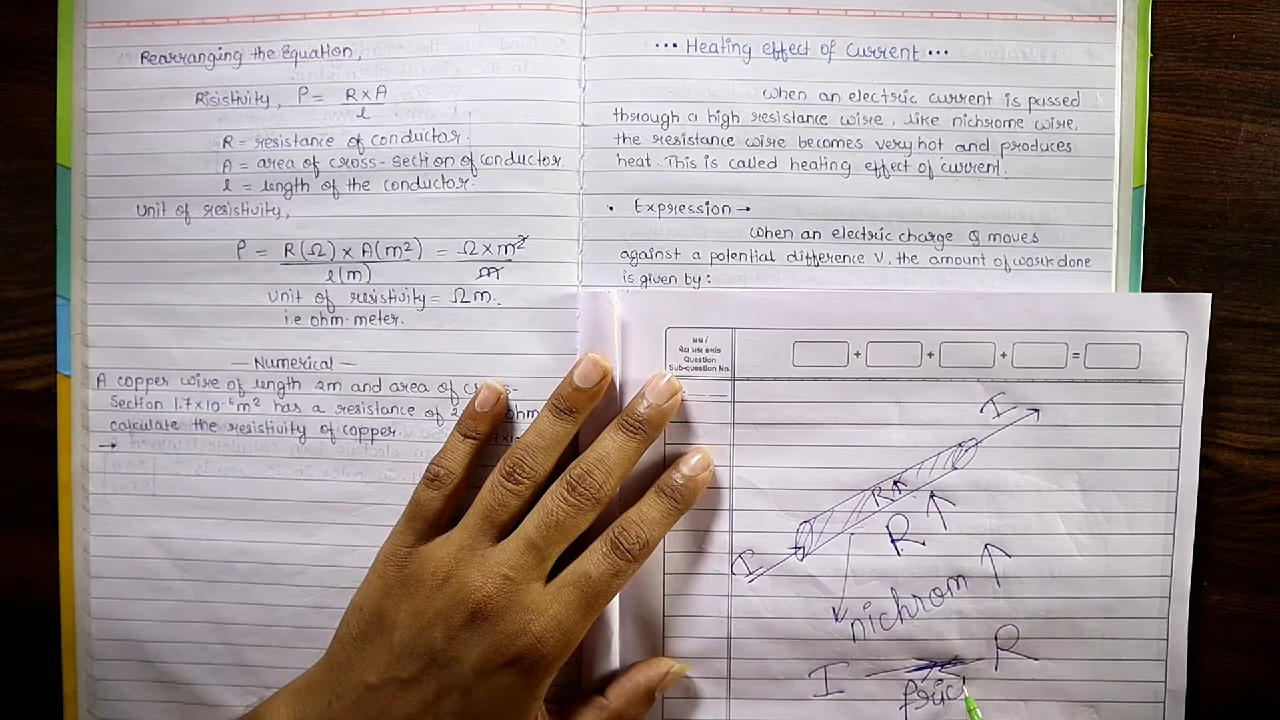 Rearranging the Equation,
Risistivity, ρ = R×A
l
R = resistance of conductor.
A = area of cross-section of conductor
l = length of the conductor.
Unit of resistivity,
ρ = R(Ω) × A(m²) = Ω×m²
l(m) m
Unit of resistivity = Ωm.
i.e ohm-meter.
— Numerical —
A copper wire of length 2m and area of
section 1.7×10⁻⁶m² has a resistance of ohm
calculate the resistivity of copper.
→
... Heating effect of Current ...
When an electric current is passed
through a high resistance wire, like nichrome wire,
the resistance wire becomes very hot and produces
heat. This is called heating effect of current.
• Expression →
When an electric charge Q moves
against a potential difference V, the amount of work done
is given by:
Question
Sub-question No.
+ + + =
I
R↑
R↑
I
nichrom ↑
I R
fric